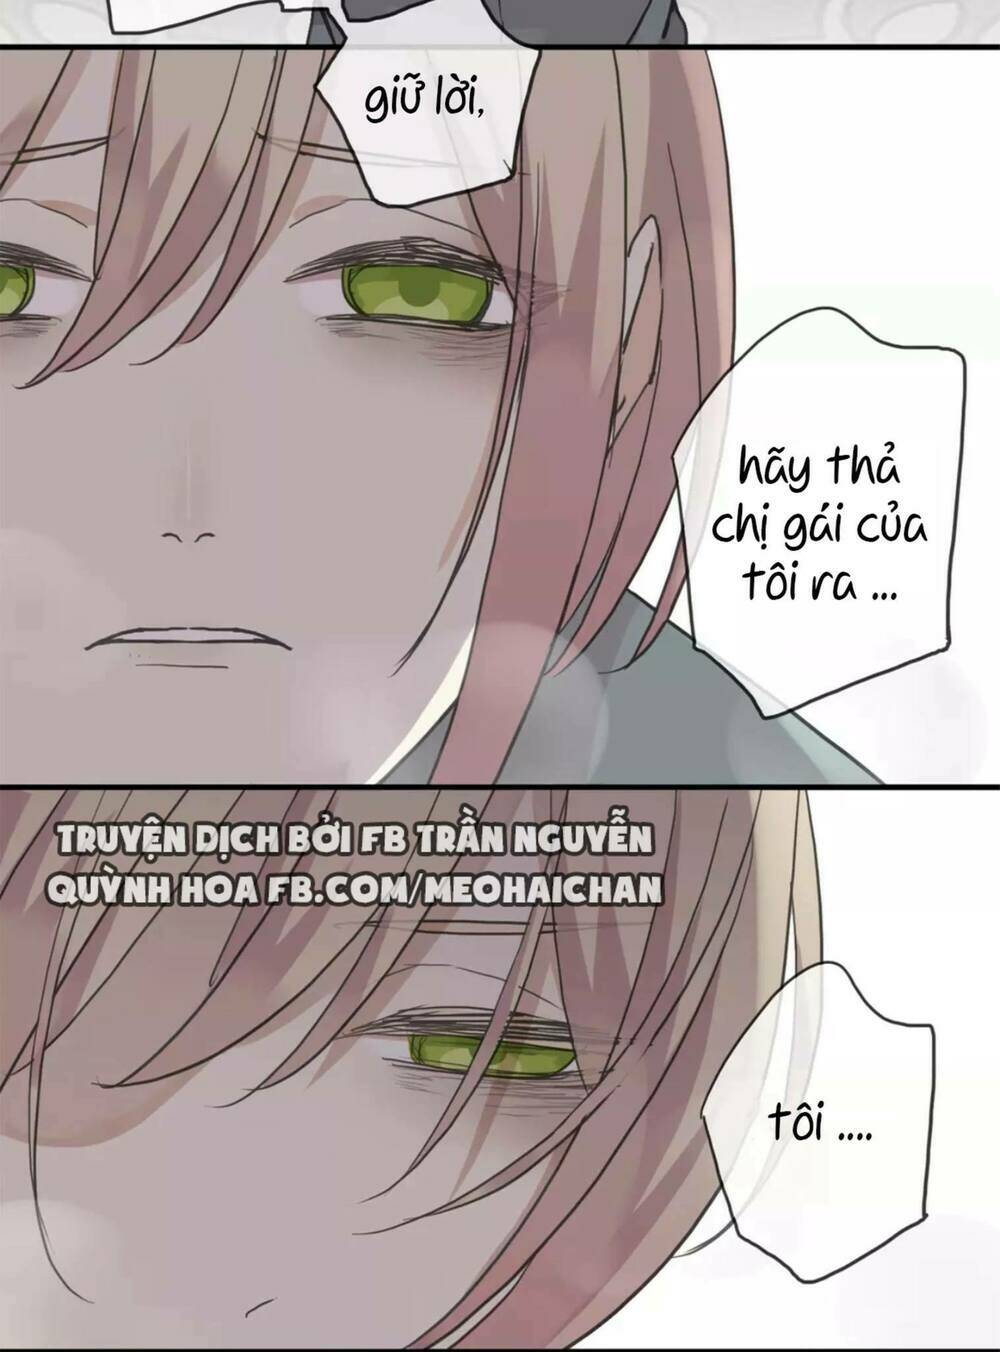 giữ lời,
hãy thả
chị gái của
tôi ra ...
TRUYỆN DỊCH BỞI FB TRẦN NGUYỄN
QUỲNH HOA FB.COM/MEOHAICHAN
tôi ....